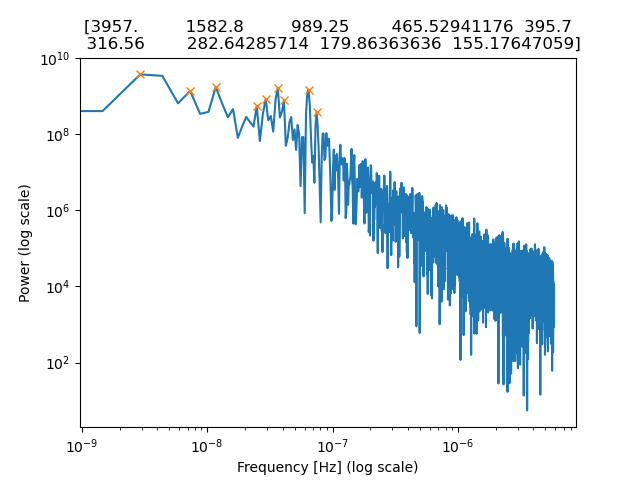 [3957. 1582.8 989.25 465.52941176 395.7
316.56 282.64285714 179.86363636 155.17647059]
10^10
10^8
10^6
10^4
10^2
Power (log scale)
10^-9 10^-8 10^-7 10^-6
Frequency [Hz] (log scale)